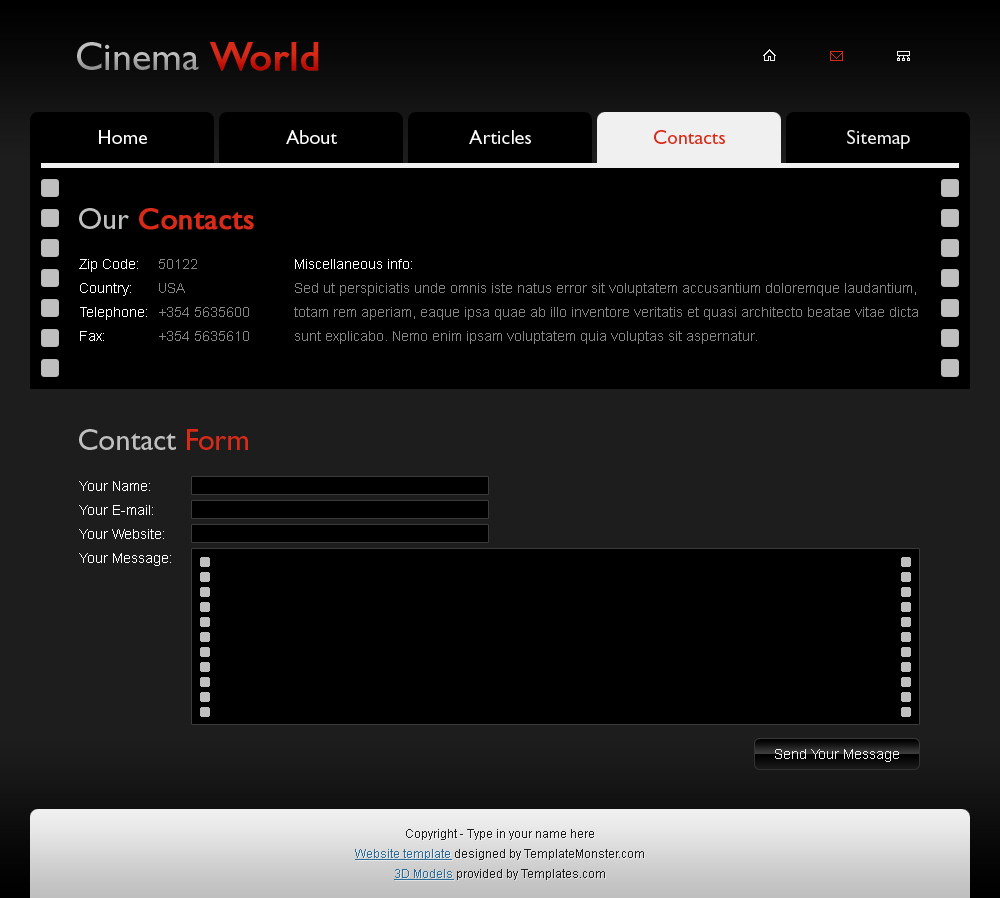 Cinema World
Home About Articles Contacts Sitemap
Our Contacts
Zip Code: 50122
Country: USA
Telephone: +354 5635600
Fax: +354 5635610
Miscellaneous info:
Sed ut perspiciatis unde omnis iste natus error sit voluptatem accusantium doloremque laudantium,
totam rem aperiam, eaque ipsa quae ab illo inventore veritatis et quasi architecto beatae vitae dicta
sunt explicabo. Nemo enim ipsam voluptatem quia voluptas sit aspernatur.
Contact Form
Your Name:
Your E-mail:
Your Website:
Your Message:
Send Your Message
Copyright - Type in your name here
Website template designed by TemplateMonster.com
3D Models provided by Templates.com